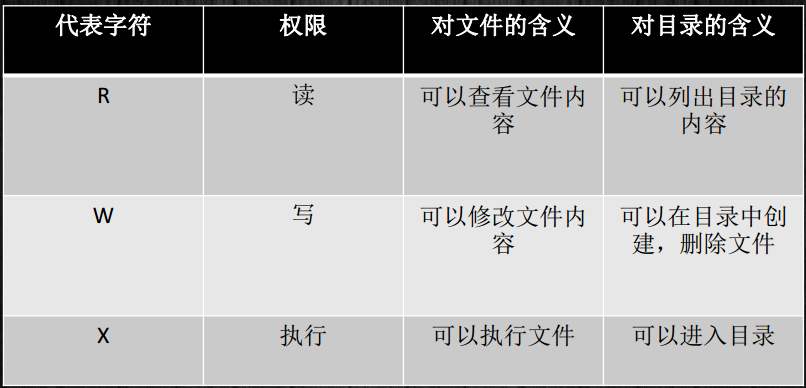 代表字符 权限 对文件的含义 对目录的含义
R 读 可以查看文件内 可以列出目录的
容 内容
W 写 可以修改文件内 可以在目录中创
容 建，删除文件
X 执行 可以执行文件 可以进入目录